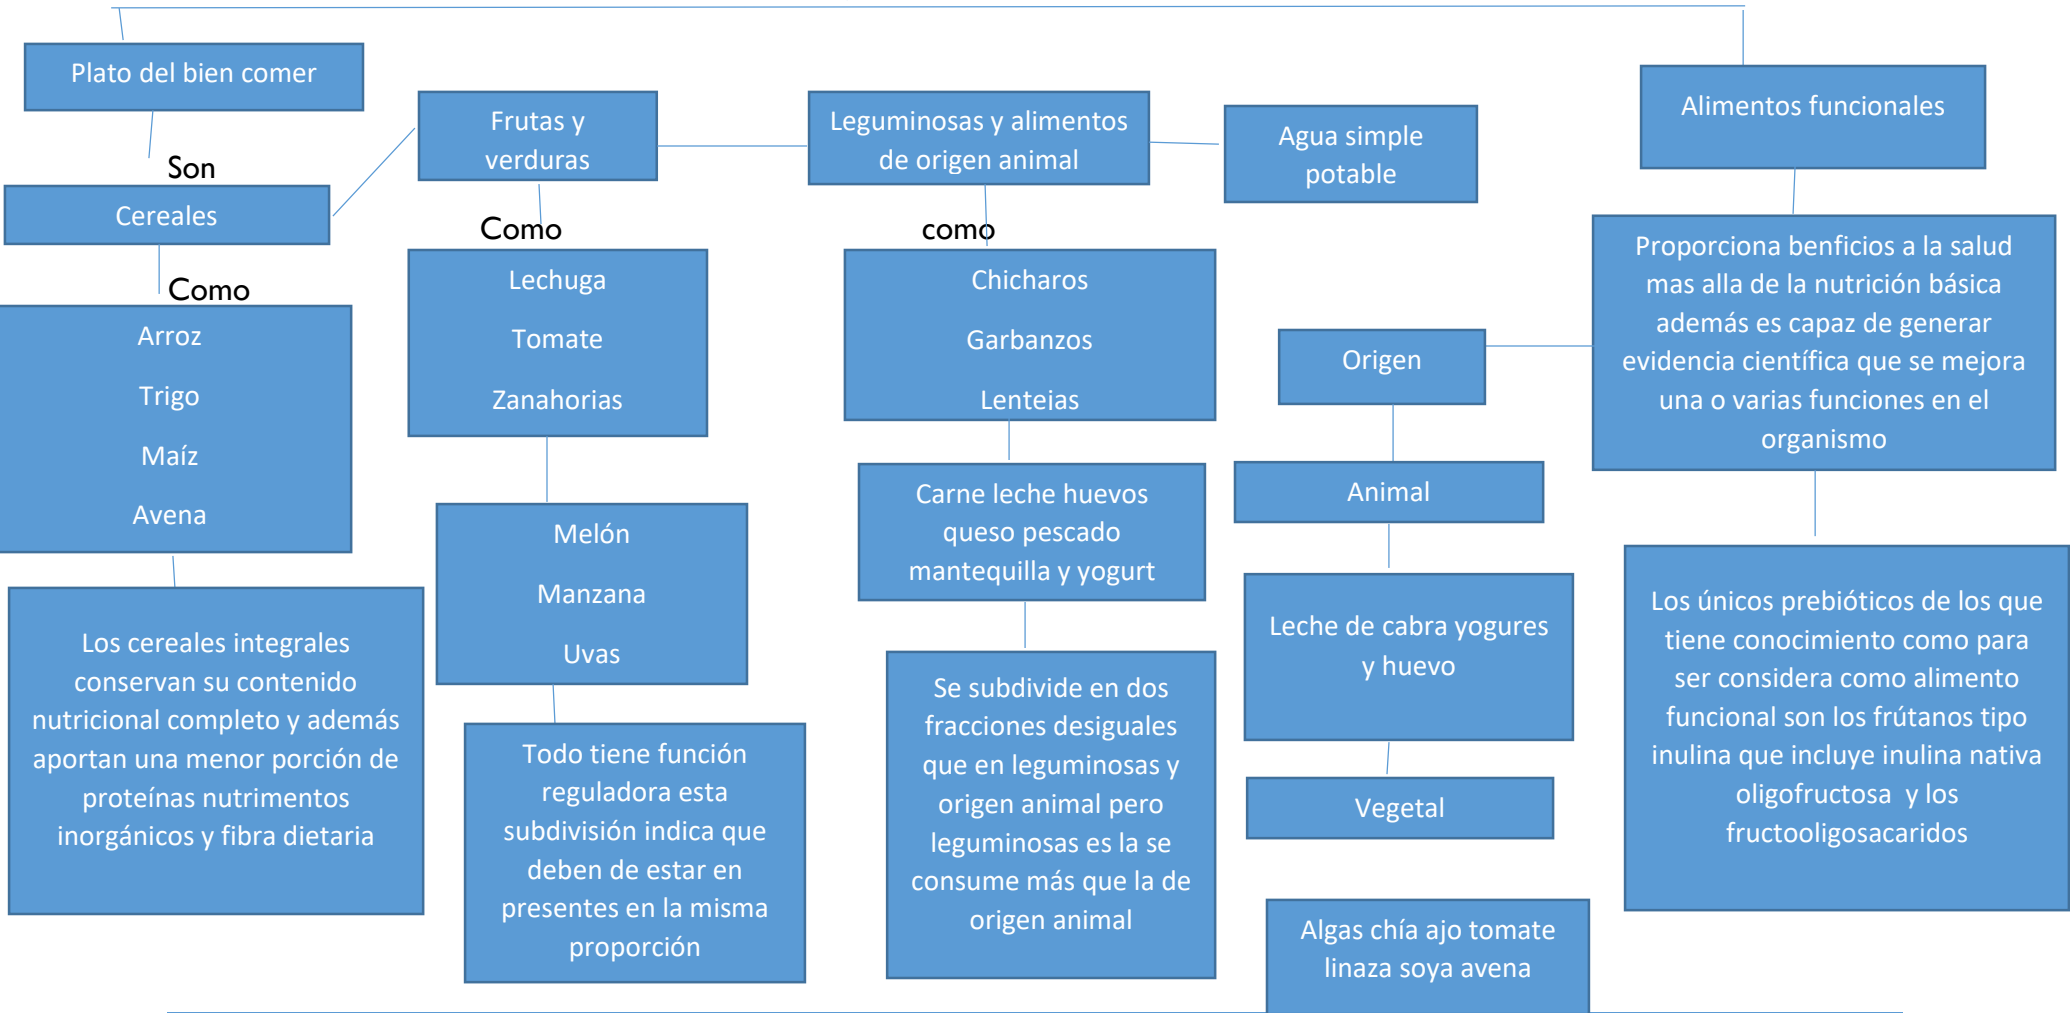 Plato del bien comer
Son
Cereales
Como
Arroz
Trigo
Maíz
Avena
Los cereales integrales
conservan su contenido
nutricional completo y además
aportan una menor porción de
proteínas nutrimentos
inorgánicos y fibra dietaria
Frutas y
verduras
Como
Lechuga
Tomate
Zanahorias
Melón
Manzana
Uvas
Todo tiene función
reguladora esta
subdivisión indica que
deben de estar en
presentes en la misma
proporción
Leguminosas y alimentos
de origen animal
como
Chicharos
Garbanzos
Lentejas
Carne leche huevos
queso pescado
mantequilla y yogurt
Se subdivide en dos
fracciones desiguales
que en leguminosas y
origen animal pero
leguminosas es la se
consume más que la de
origen animal
Agua simple
potable
Alimentos funcionales
Proporciona benficios a la salud
mas alla de la nutrición básica
además es capaz de generar
evidencia científica que se mejora
una o varias funciones en el
organismo
Origen
Animal
Leche de cabra yogures
y huevo
Vegetal
Algas chía ajo tomate
linaza soya avena
Los únicos prebióticos de los que
tiene conocimiento como para
ser considera como alimento
funcional son los frútanos tipo
inulina que incluye inulina nativa
oligofructosa  y los
fructooligosacaridos